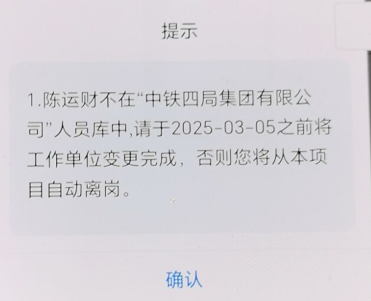 提示
1.陈运财不在“中铁四局集团有限公
司”人员库中,请于2025-03-05之前将
工作单位变更完成，否则您将从本项
目自动离岗。
确认